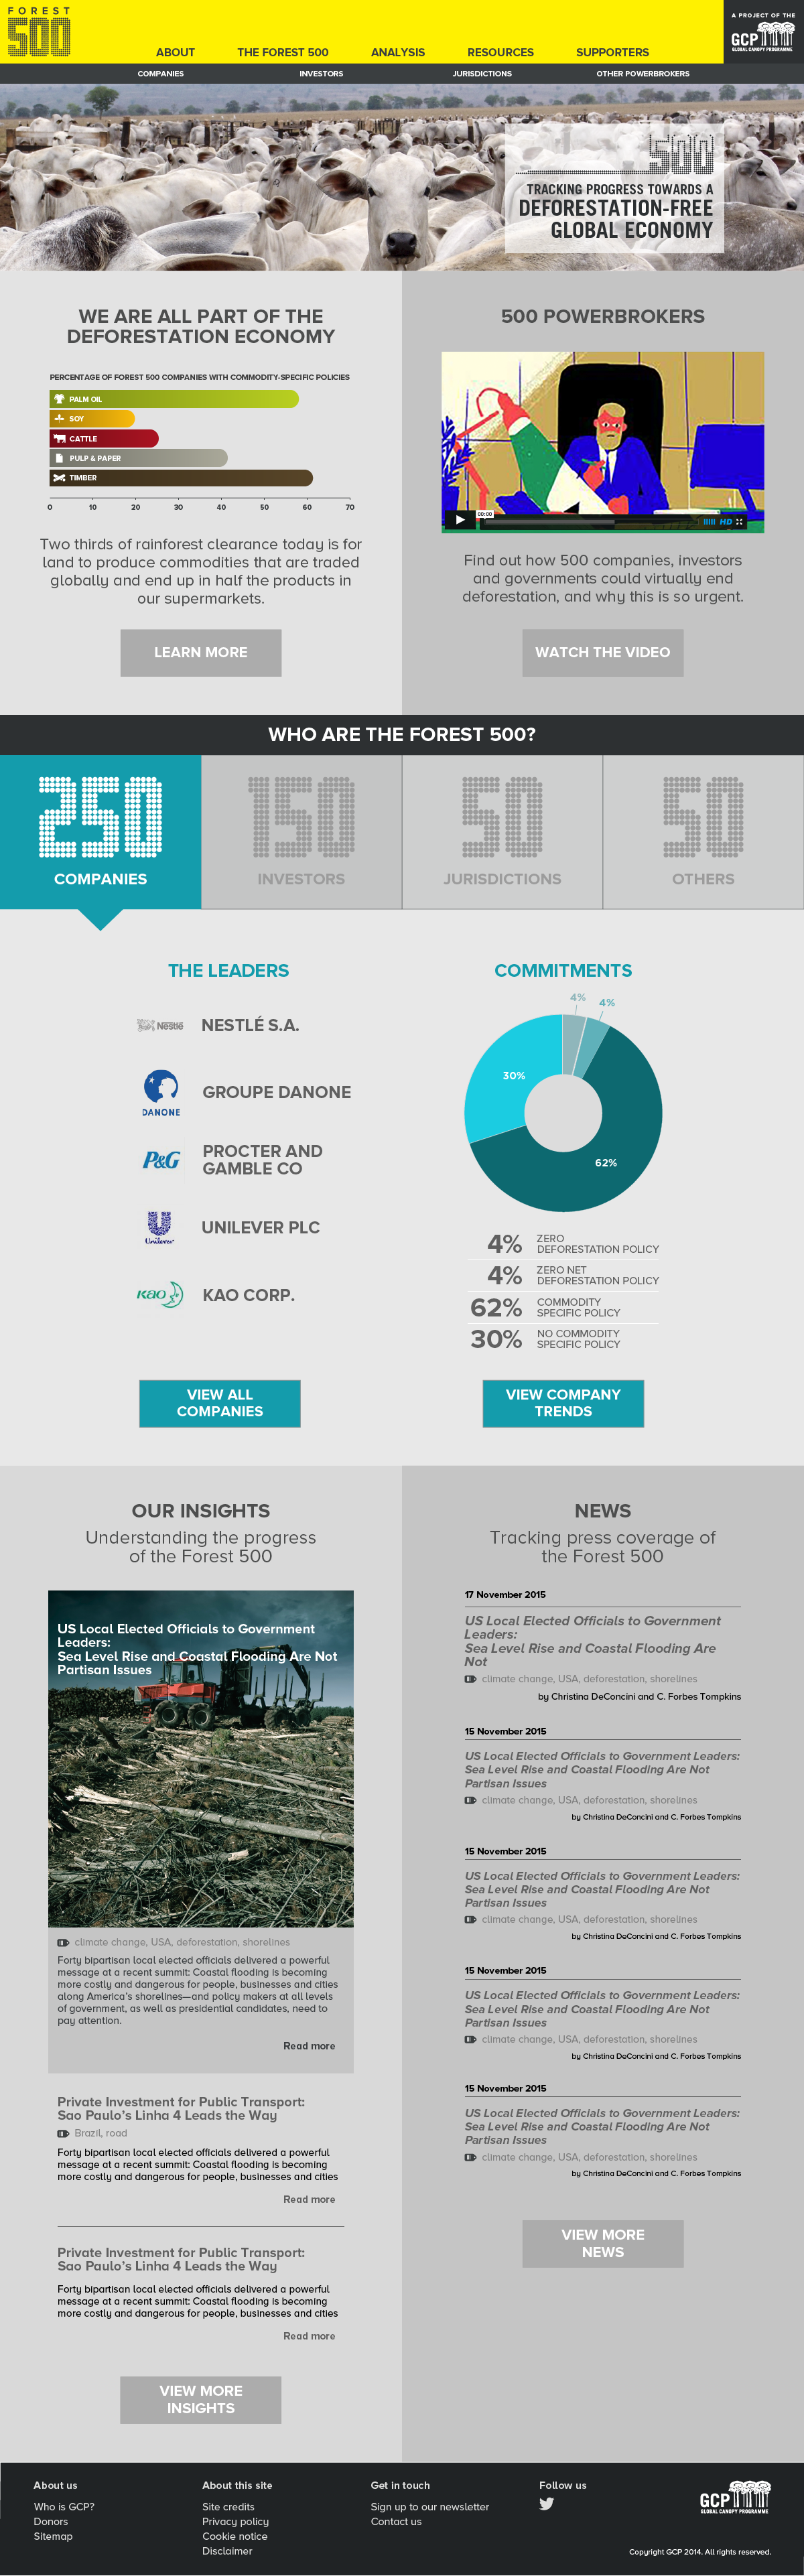 FOREST
500
A PROJECT OF THE
GCP
GLOBAL CANOPY PROGRAMME
ABOUT THE FOREST 500 ANALYSIS RESOURCES SUPPORTERS
COMPANIES INVESTORS JURISDICTIONS OTHER POWERBROKERS
500
TRACKING PROGRESS TOWARDS A
DEFORESTATION-FREE
GLOBAL ECONOMY
WE ARE ALL PART OF THE
DEFORESTATION ECONOMY
PERCENTAGE OF FOREST 500 COMPANIES WITH COMMODITY-SPECIFIC POLICIES
PALM OIL
SOY
CATTLE
PULP & PAPER
TIMBER
0 10 20 30 40 50 60 70
Two thirds of rainforest clearance today is for
land to produce commodities that are traded
globally and end up in half the products in
our supermarkets.
LEARN MORE
500 POWERBROKERS
00:00
HD
Find out how 500 companies, investors
and governments could virtually end
deforestation, and why this is so urgent.
WATCH THE VIDEO
WHO ARE THE FOREST 500?
250
COMPANIES
150
INVESTORS
50
JURISDICTIONS
50
OTHERS
THE LEADERS
Nestlé
NESTLÉ S.A.
DANONE
GROUPE DANONE
P&G
PROCTER AND
GAMBLE CO
Unilever
UNILEVER PLC
Kao
KAO CORP.
VIEW ALL
COMPANIES
COMMITMENTS
4%
4%
30%
62%
4% ZERO
DEFORESTATION POLICY
4% ZERO NET
DEFORESTATION POLICY
62% COMMODITY
SPECIFIC POLICY
30% NO COMMODITY
SPECIFIC POLICY
VIEW COMPANY
TRENDS
OUR INSIGHTS
Understanding the progress
of the Forest 500
US Local Elected Officials to Government
Leaders:
Sea Level Rise and Coastal Flooding Are Not
Partisan Issues
climate change, USA, deforestation, shorelines
Forty bipartisan local elected officials delivered a powerful
message at a recent summit: Coastal flooding is becoming
more costly and dangerous for people, businesses and cities
along America's shorelines—and policy makers at all levels
of government, as well as presidential candidates, need to
pay attention.
Read more
Private Investment for Public Transport:
Sao Paulo's Linha 4 Leads the Way
Brazil, road
Forty bipartisan local elected officials delivered a powerful
message at a recent summit: Coastal flooding is becoming
more costly and dangerous for people, businesses and cities
Read more
Private Investment for Public Transport:
Sao Paulo's Linha 4 Leads the Way
Forty bipartisan local elected officials delivered a powerful
message at a recent summit: Coastal flooding is becoming
more costly and dangerous for people, businesses and cities
Read more
VIEW MORE
INSIGHTS
NEWS
Tracking press coverage of
the Forest 500
17 November 2015
US Local Elected Officials to Government
Leaders:
Sea Level Rise and Coastal Flooding Are
Not
climate change, USA, deforestation, shorelines
by Christina DeConcini and C. Forbes Tompkins
15 November 2015
US Local Elected Officials to Government Leaders:
Sea Level Rise and Coastal Flooding Are Not
Partisan Issues
climate change, USA, deforestation, shorelines
by Christina DeConcini and C. Forbes Tompkins
15 November 2015
US Local Elected Officials to Government Leaders:
Sea Level Rise and Coastal Flooding Are Not
Partisan Issues
climate change, USA, deforestation, shorelines
by Christina DeConcini and C. Forbes Tompkins
15 November 2015
US Local Elected Officials to Government Leaders:
Sea Level Rise and Coastal Flooding Are Not
Partisan Issues
climate change, USA, deforestation, shorelines
by Christina DeConcini and C. Forbes Tompkins
15 November 2015
US Local Elected Officials to Government Leaders:
Sea Level Rise and Coastal Flooding Are Not
Partisan Issues
climate change, USA, deforestation, shorelines
by Christina DeConcini and C. Forbes Tompkins
VIEW MORE
NEWS
About us
Who is GCP?
Donors
Sitemap
About this site
Site credits
Privacy policy
Cookie notice
Disclaimer
Get in touch
Sign up to our newsletter
Contact us
Follow us
GCP
GLOBAL CANOPY PROGRAMME
Copyright GCP 2014. All rights reserved.